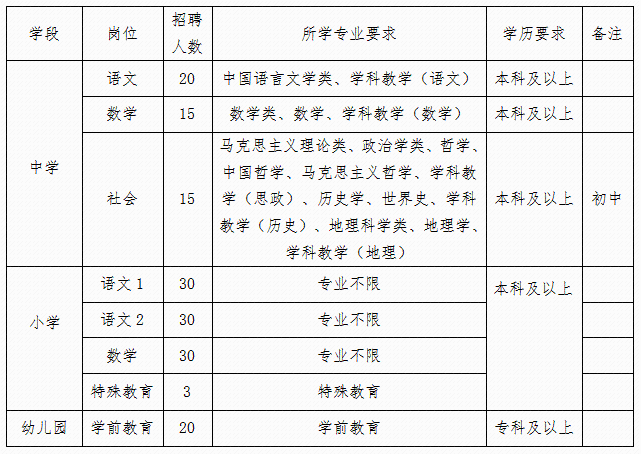 学段 岗位 招聘人数 所学专业要求 学历要求 备注
中学 语文 20 中国语言文学类、学科教学（语文） 本科及以上
数学 15 数学类、数学、学科教学（数学） 本科及以上
社会 15 马克思主义理论类、政治学类、哲学、
中国哲学、马克思主义哲学、学科教
学（思政）、历史学、世界史、学科
教学（历史）、地理科学类、地理学、
学科教学（地理） 本科及以上 初中
小学 语文1 30 专业不限 本科及以上
语文2 30 专业不限
数学 30 专业不限
特殊教育 3 特殊教育
幼儿园 学前教育 20 学前教育 专科及以上